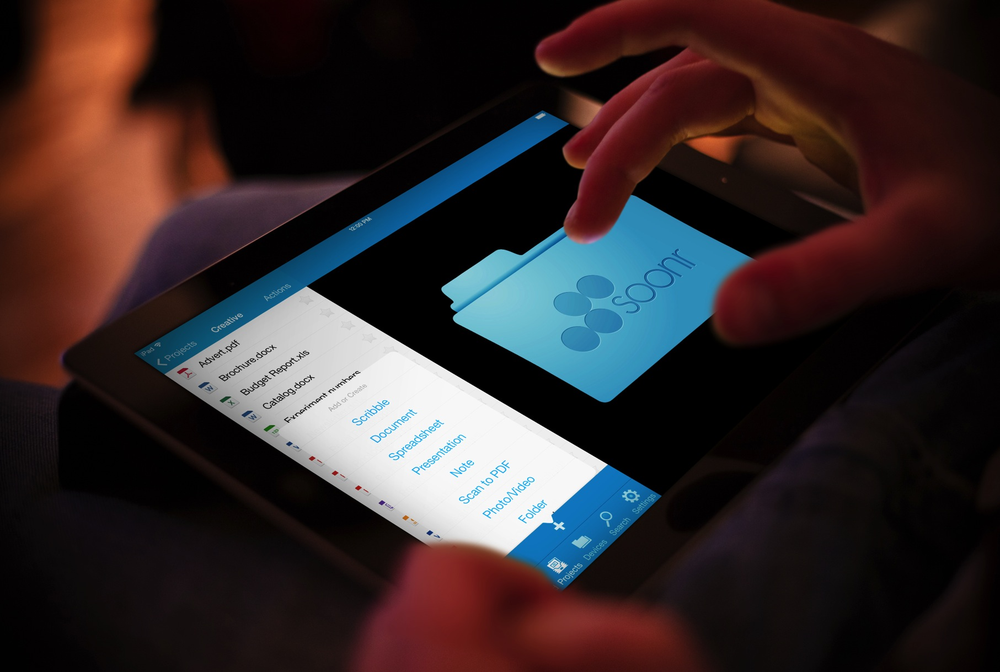 iPad
12:00 PM
Projects
Creative
Actions
Advert.pdf
Brochure.docx
Budget Report.xls
Catalog.docx
Experiment numbers
Add or Create
Scribble
Document
Spreadsheet
Presentation
Note
Scan to PDF
Photo/Video
Folder
Projects
Devices
Search
Settings
soonr